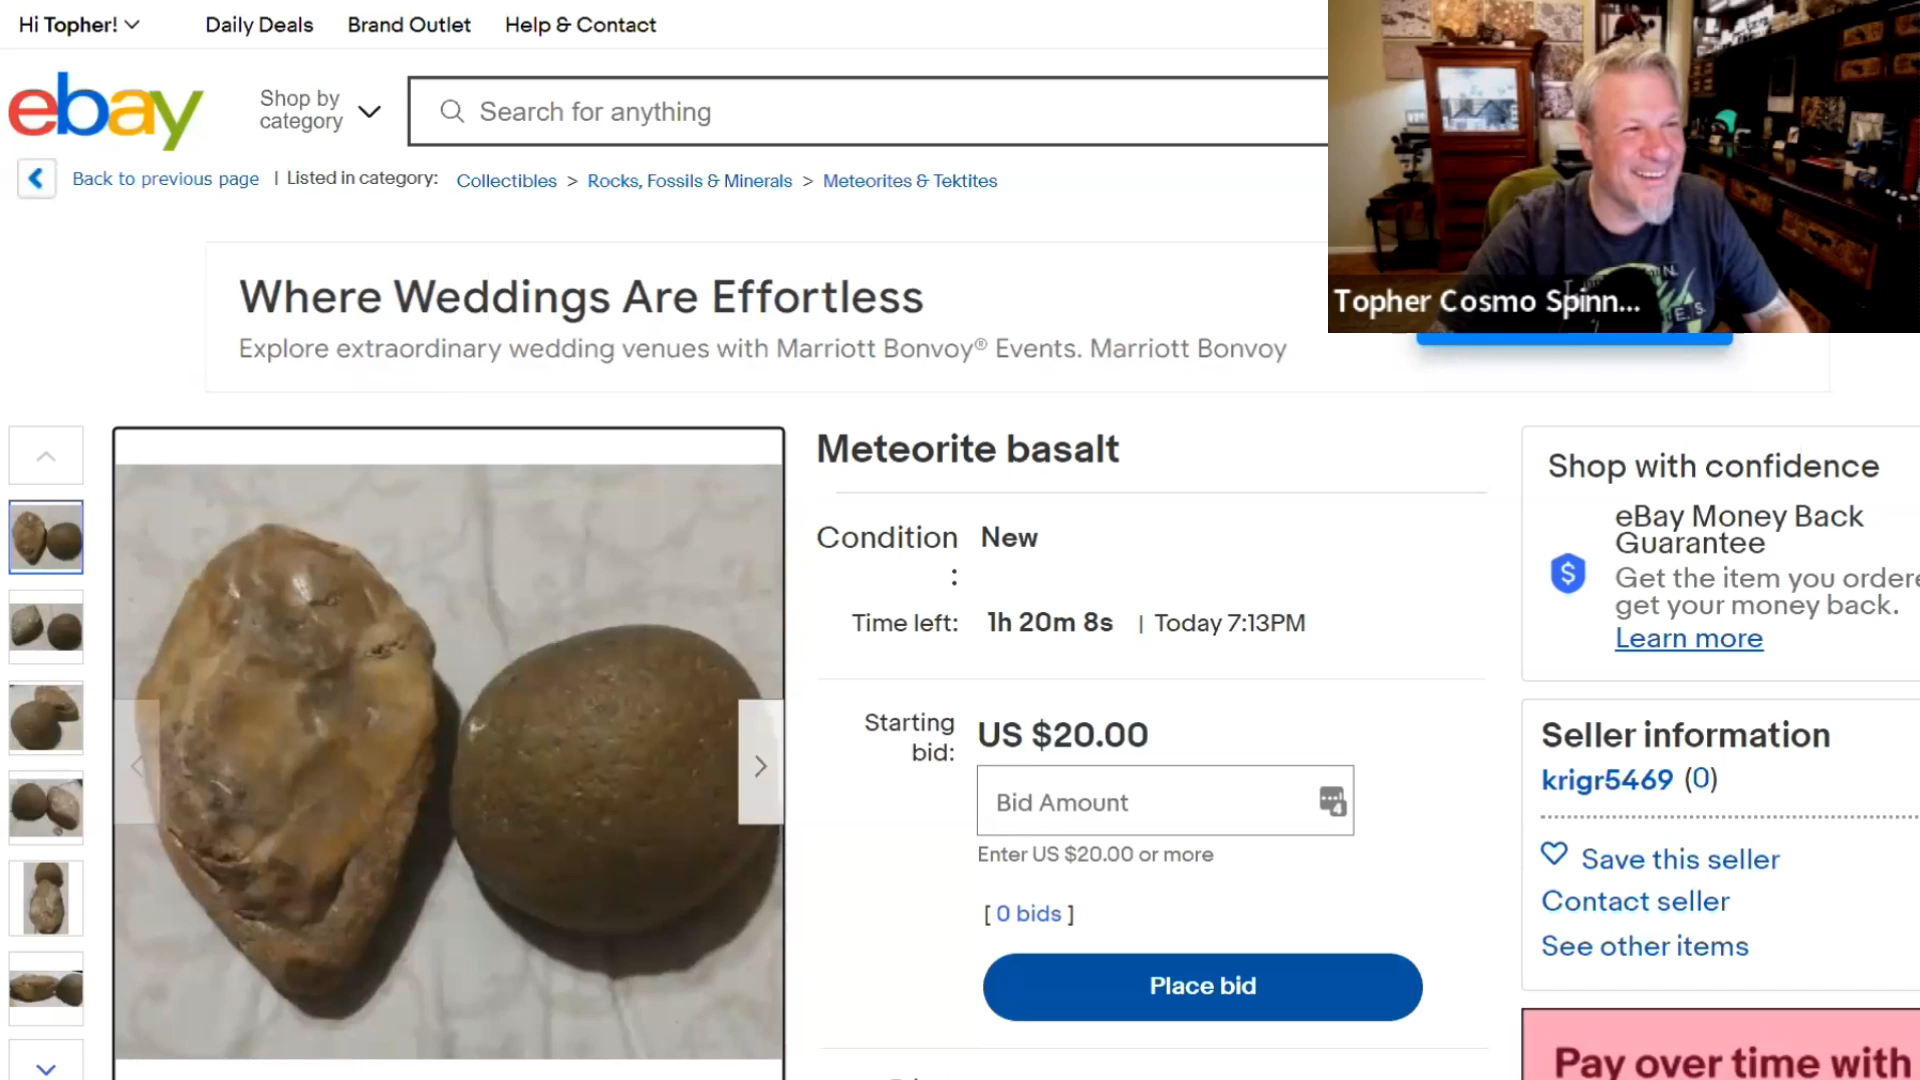 Hi Topher!
Daily Deals
Brand Outlet
Help & Contact
ebay
Shop by category
Search for anything
Back to previous page | Listed in category: Collectibles > Rocks, Fossils & Minerals > Meteorites & Tektites
Where Weddings Are Effortless
Explore extraordinary wedding venues with Marriott Bonvoy® Events. Marriott Bonvoy
Topher Cosmo Spinn...
Meteorite basalt
Condition : New
Time left: 1h 20m 8s | Today 7:13PM
Starting bid: US $20.00
Bid Amount
4
Enter US $20.00 or more
[ 0 bids ]
Place bid
Shop with confidence
eBay Money Back
Guarantee
Get the item you ordere
get your money back.
Learn more
Seller information
krigr5469 (0)
Save this seller
Contact seller
See other items
Pay over time with